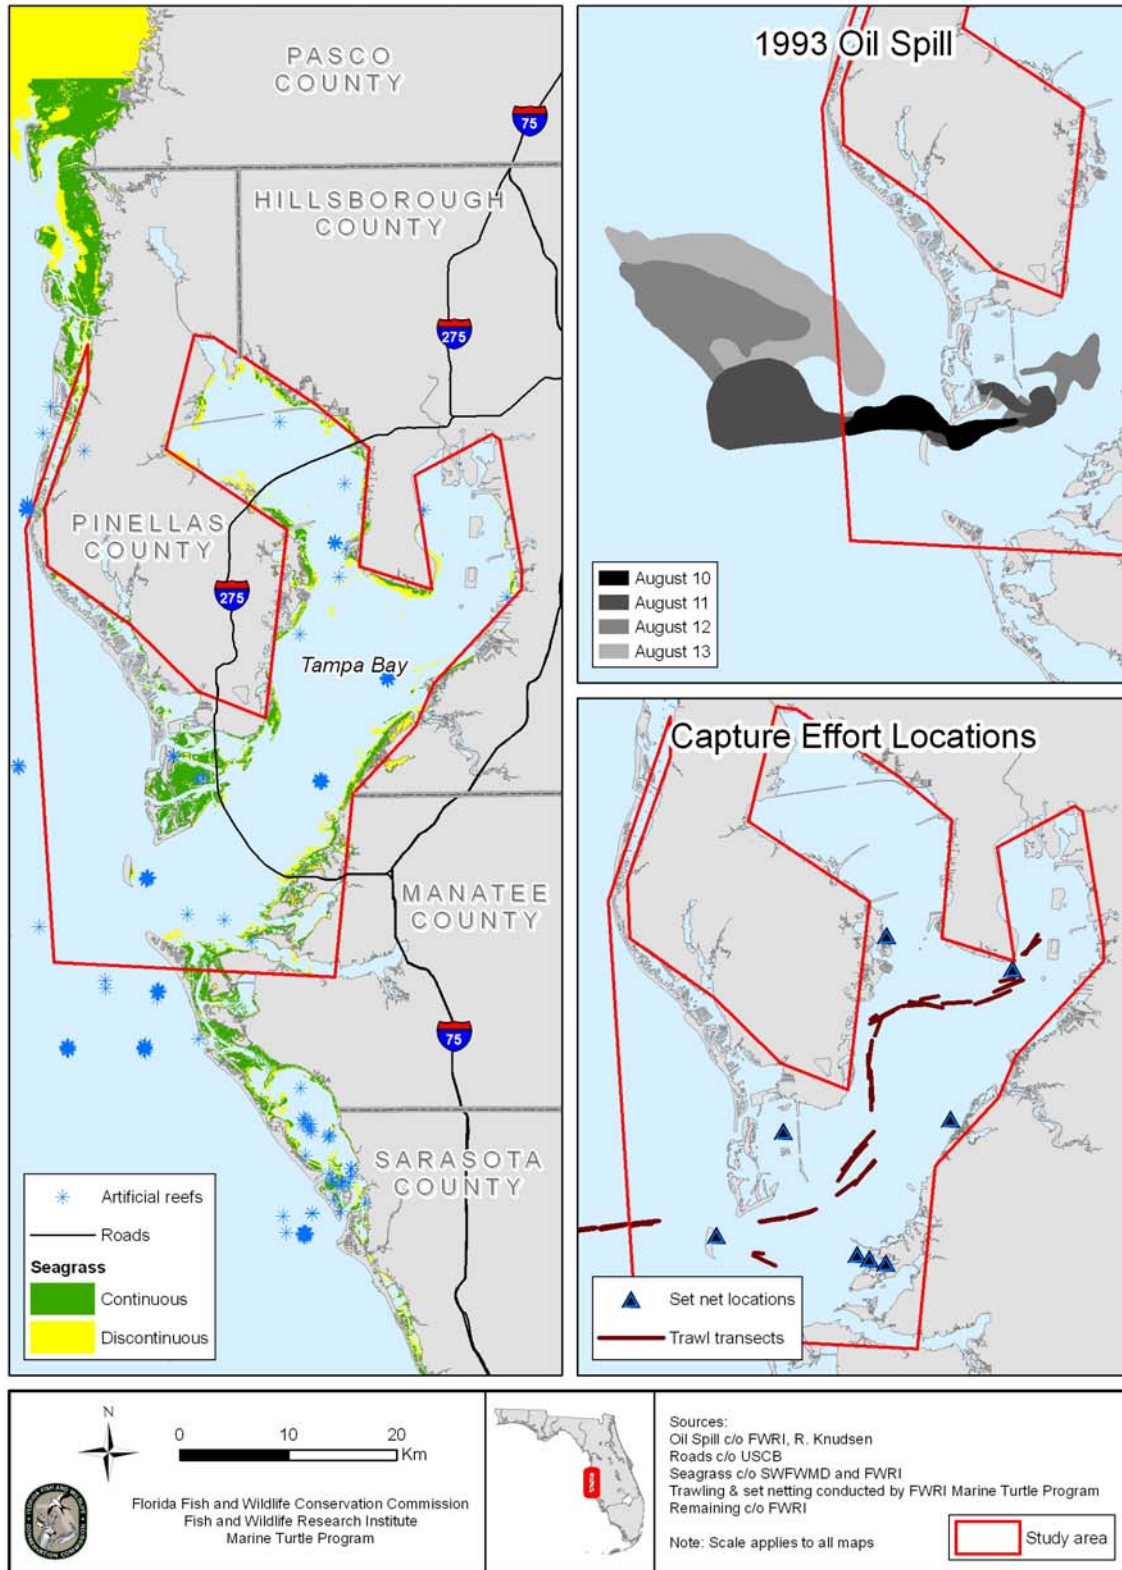 PASCO
COUNTY
75
HILLSBOROUGH
COUNTY
275
PINELLAS
COUNTY
275
Tampa Bay
MANATEE
COUNTY
75
SARASOTA
COUNTY
Artificial reefs
Roads
Seagrass
Continuous
Discontinuous
1993 Oil Spill
August 10
August 11
August 12
August 13
Capture Effort Locations
Set net locations
Trawl transects
N
0 10 20
Km
Florida Fish and Wildlife Conservation Commission
Fish and Wildlife Research Institute
Marine Turtle Program
Sources:
Oil Spill c/o FWRI, R. Knudsen
Roads c/o USCB
Seagrass c/o SWFWMD and FWRI
Trawling & set netting conducted by FWRI Marine Turtle Program
Remaining c/o FWRI
Note: Scale applies to all maps
Study area